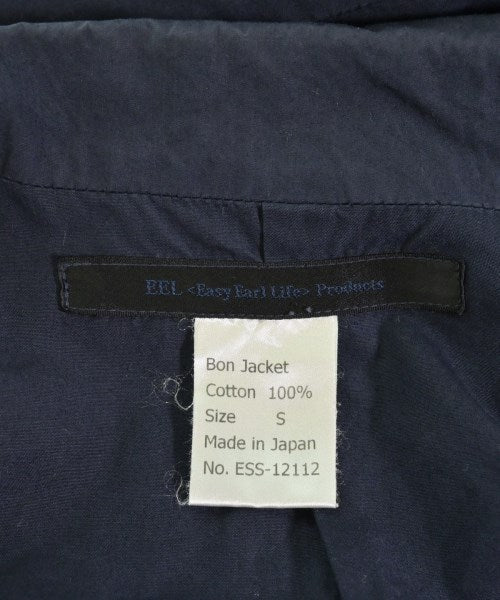 EEL <Easy Earl Life> Products
Bon Jacket
Cotton 100%
Size S
Made in Japan
No. ESS-12112